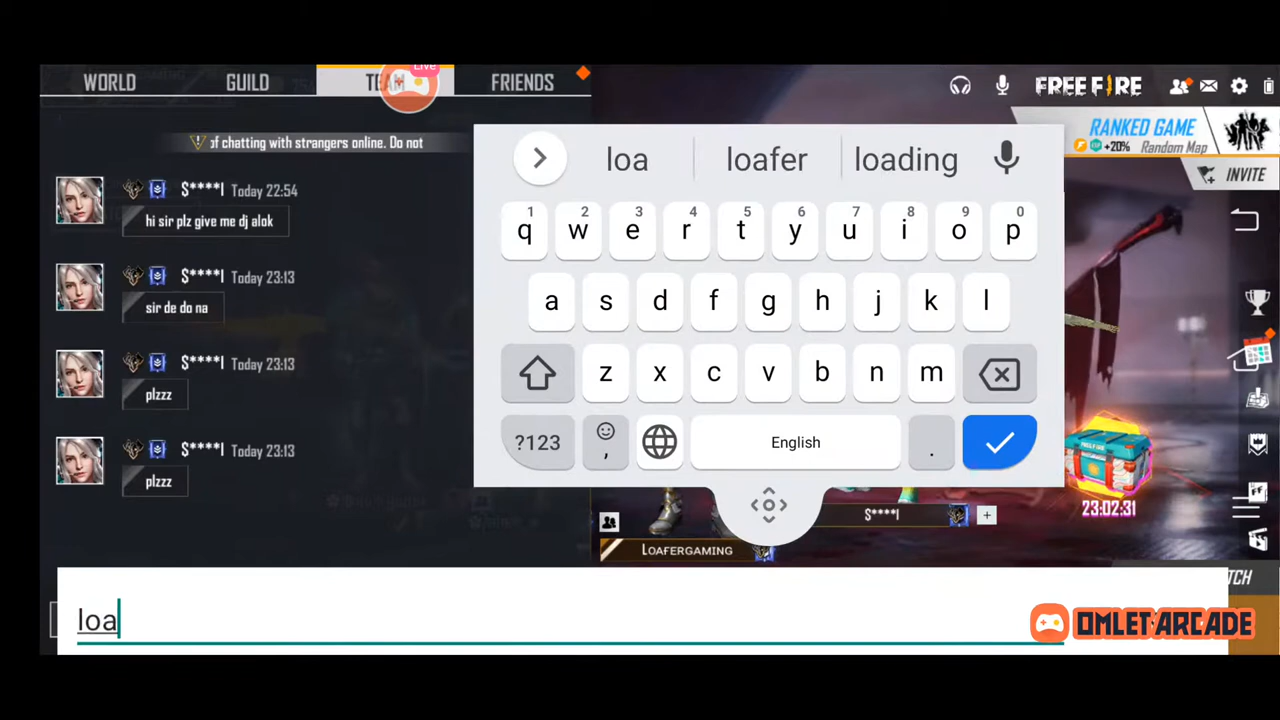 WORLD
GUILD
TEAM
Live
FRIENDS
FREE FIRE
of chatting with strangers online. Do not
RANKED GAME
+20% Random Map
INVITE
S****l Today 22:54
hi sir plz give me dj alok
S****l Today 23:13
sir de do na
S****l Today 23:13
plzzz
S****l Today 23:13
plzzz
loa
loafer
loading
1 2 3 4 5 6 7 8 9 0
q w e r t y u i o p
a s d f g h j k l
z x c v b n m
?123
,
English
.
S****l
+
23:02:31
LOAFERGAMING
loa
OMLET ARCADE